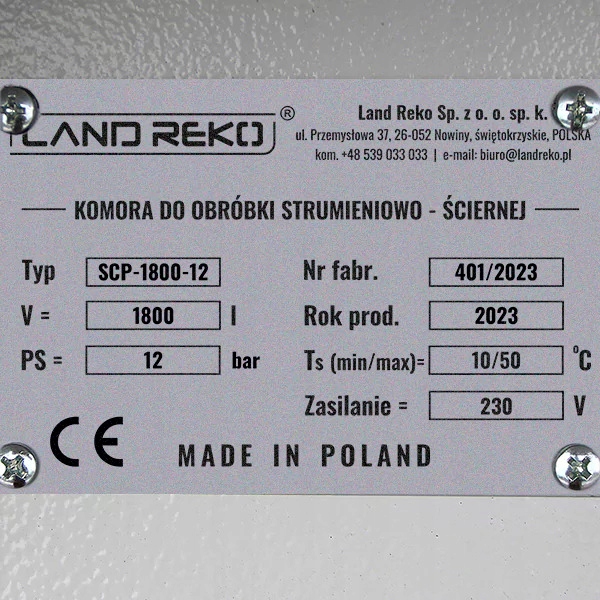 LAND REKO ®
Land Reko Sp. z o. o. sp. k.
ul. Przemysłowa 37, 26-052 Nowiny, świętokrzyskie, POLSKA
kom. +48 539 033 033 | e-mail: biuro@landreko.pl
KOMORA DO OBRÓBKI STRUMIENIOWO - ŚCIERNEJ
Typ SCP-1800-12 Nr fabr. 401/2023
V = 1800 l Rok prod. 2023
PS = 12 bar Ts (min/max)= 10/50 °C
Zasilanie = 230 V
CE MADE IN POLAND